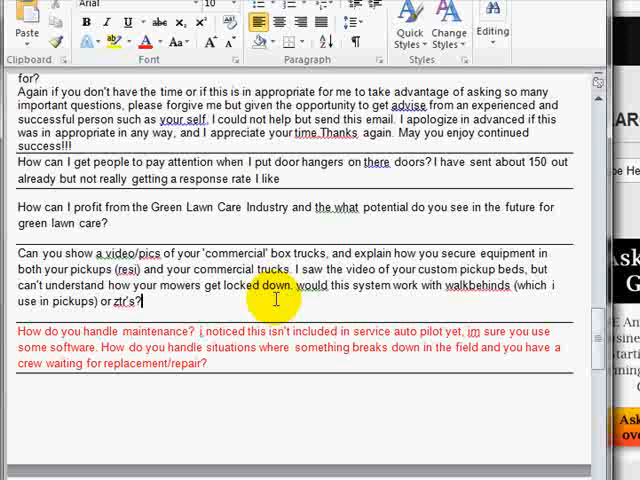 Arial
10
Paste
Quick
Styles
Change
Styles
Editing
Clipboard
Font
Paragraph
Styles
for?
Again if you don't have the time or if this is in appropriate for me to take advantage of asking so many
important questions, please forgive me but given the opportunity to get advise from an experienced and
successful person such as your self, I could not help but send this email. I apologize in advanced if this
was in appropriate in any way, and I appreciate your time.Thanks again. May you enjoy continued
success!!!
How can I get people to pay attention when I put door hangers on there doors? I have sent about 150 out
already but not really getting a response rate I like
How can I profit from the Green Lawn Care Industry and the what potential do you see in the future for
green lawn care?
Can you show a video/pics of your 'commercial' box trucks, and explain how you secure equipment in
both your pickups (resi) and your commercial trucks. I saw the video of your custom pickup beds, but
can't understand how your mowers get locked down. would this system work with walkbehinds (which i
use in pickups) or ztr's?
How do you handle maintenance? i noticed this isn't included in service auto pilot yet, im sure you use
some software. How do you handle situations where something breaks down in the field and you have a
crew waiting for replacement/repair?